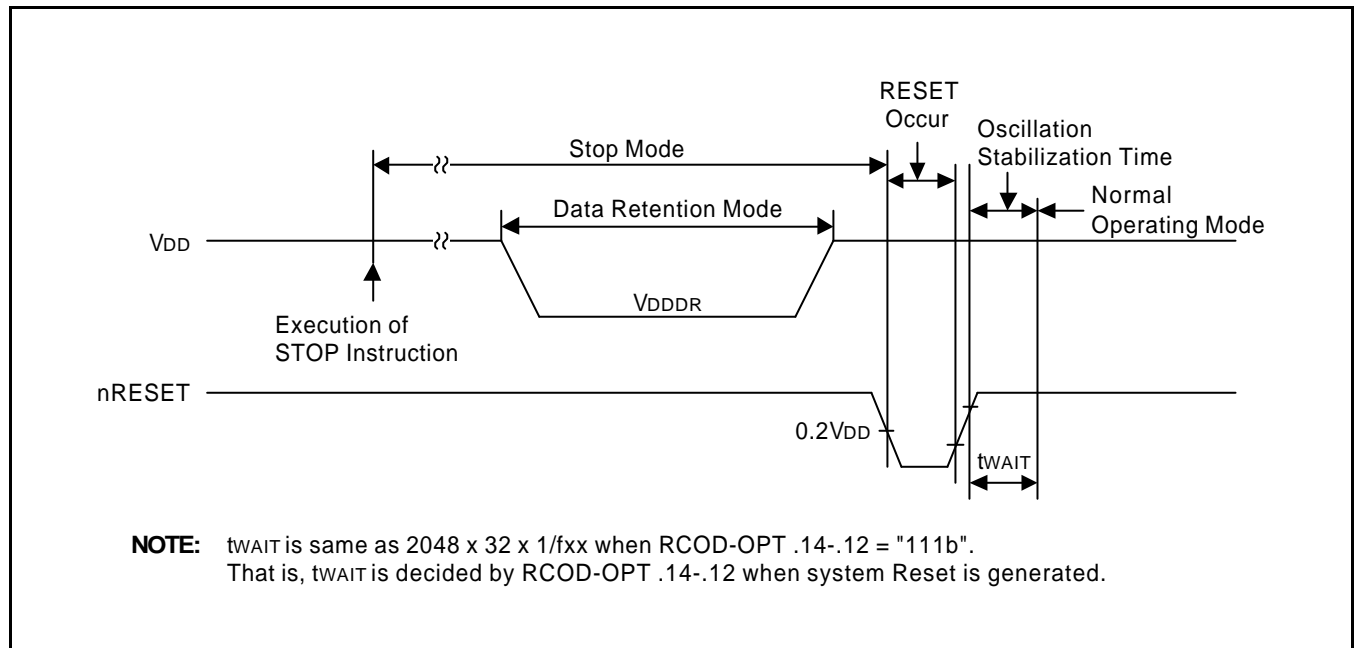 RESET
Occur
Oscillation
Stabilization Time
Stop Mode
Normal
Operating Mode
Data Retention Mode
VDD
VDDDR
Execution of
STOP Instruction
nRESET
0.2VDD
tWAIT
NOTE: tWAIT is same as 2048 x 32 x 1/fxx when RCOD-OPT .14-.12 = "111b".
That is, tWAIT is decided by RCOD-OPT .14-.12 when system Reset is generated.